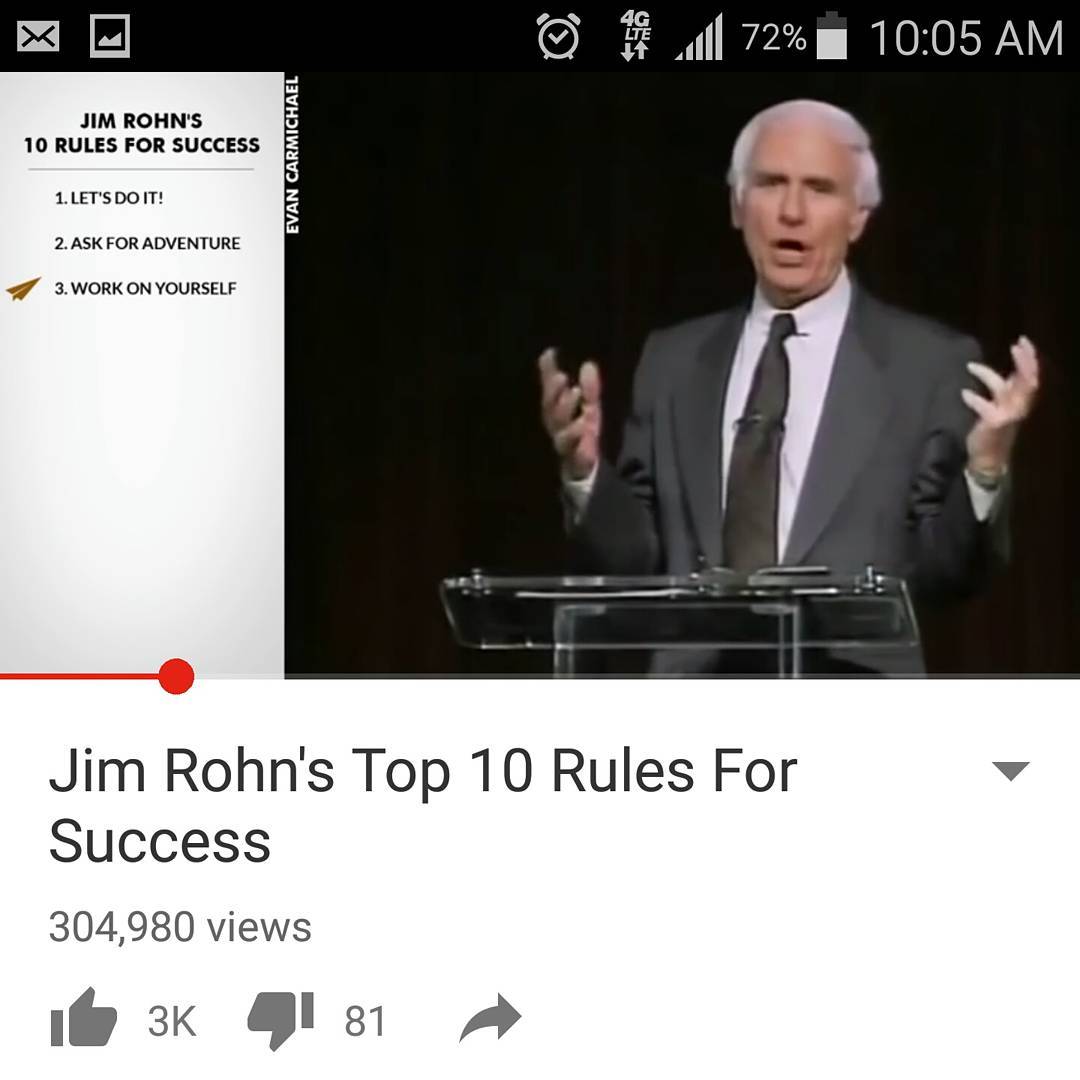 4G
LTE
72%
10:05 AM
JIM ROHN'S
10 RULES FOR SUCCESS
1. LET'S DO IT!
2. ASK FOR ADVENTURE
3. WORK ON YOURSELF
EVAN CARMICHAEL
Jim Rohn's Top 10 Rules For
Success
304,980 views
3K
81